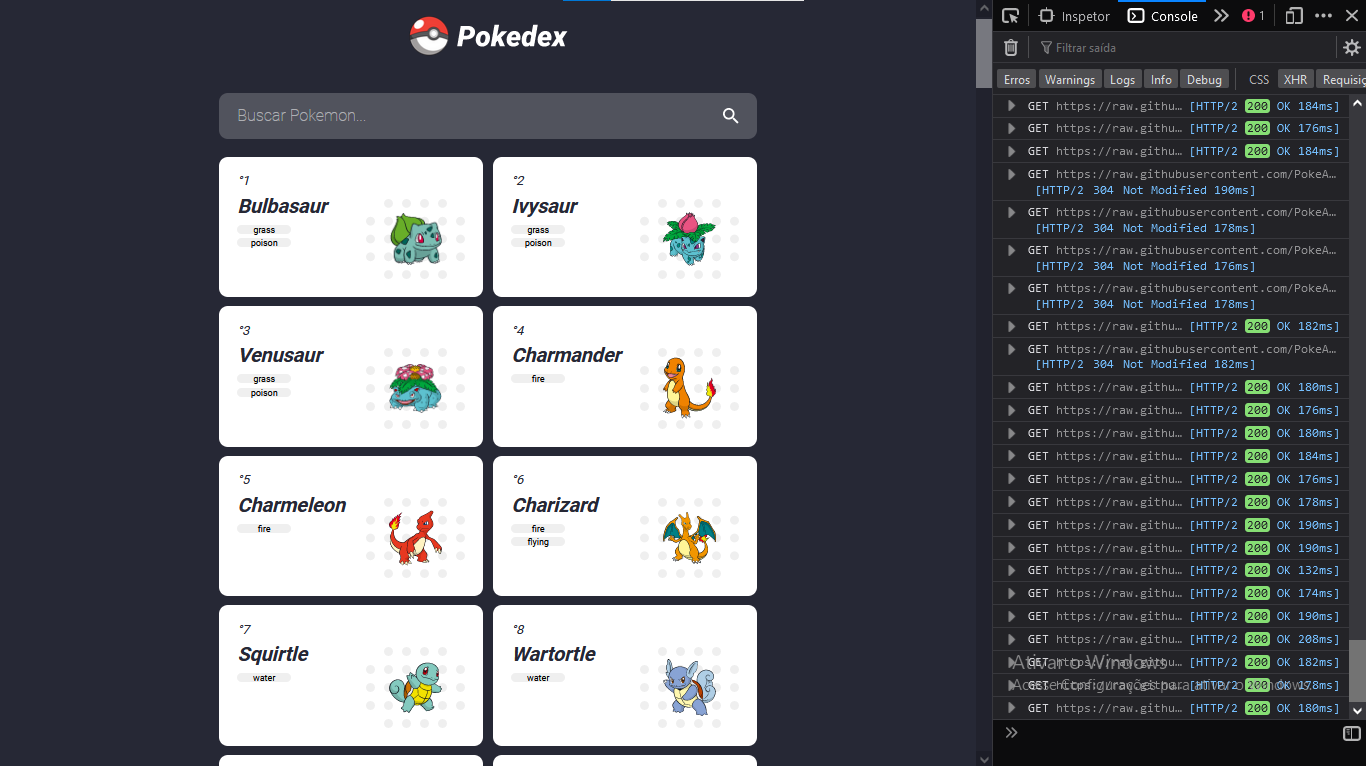 Pokedex
Buscar Pokemon...
°1
Bulbasaur
grass
poison
°2
Ivysaur
grass
poison
°3
Venusaur
grass
poison
°4
Charmander
fire
°5
Charmeleon
fire
°6
Charizard
fire
flying
°7
Squirtle
water
°8
Wartortle
water
Inspetor
Console
1
Filtrar saída
Erros Warnings Logs Info Debug CSS XHR Requisiç
GET https://raw.githu… [HTTP/2 200 OK 184ms]
GET https://raw.githu… [HTTP/2 200 OK 176ms]
GET https://raw.githu… [HTTP/2 200 OK 184ms]
GET https://raw.githubusercontent.com/PokeA…
[HTTP/2 304 Not Modified 190ms]
GET https://raw.githubusercontent.com/PokeA…
[HTTP/2 304 Not Modified 178ms]
GET https://raw.githubusercontent.com/PokeA…
[HTTP/2 304 Not Modified 176ms]
GET https://raw.githubusercontent.com/PokeA…
[HTTP/2 304 Not Modified 178ms]
GET https://raw.githu… [HTTP/2 200 OK 182ms]
GET https://raw.githubusercontent.com/PokeA…
[HTTP/2 304 Not Modified 182ms]
GET https://raw.githu… [HTTP/2 200 OK 180ms]
GET https://raw.githu… [HTTP/2 200 OK 176ms]
GET https://raw.githu… [HTTP/2 200 OK 180ms]
GET https://raw.githu… [HTTP/2 200 OK 184ms]
GET https://raw.githu… [HTTP/2 200 OK 176ms]
GET https://raw.githu… [HTTP/2 200 OK 178ms]
GET https://raw.githu… [HTTP/2 200 OK 190ms]
GET https://raw.githu… [HTTP/2 200 OK 190ms]
GET https://raw.githu… [HTTP/2 200 OK 132ms]
GET https://raw.githu… [HTTP/2 200 OK 174ms]
GET https://raw.githu… [HTTP/2 200 OK 190ms]
GET https://raw.githu… [HTTP/2 200 OK 208ms]
GET https://raw.githu… [HTTP/2 200 OK 182ms]
GET https://raw.githu… [HTTP/2 200 OK 178ms]
GET https://raw.githu… [HTTP/2 200 OK 180ms]
Ativar o Windows
Acesse Configurações para ativar o Windows.